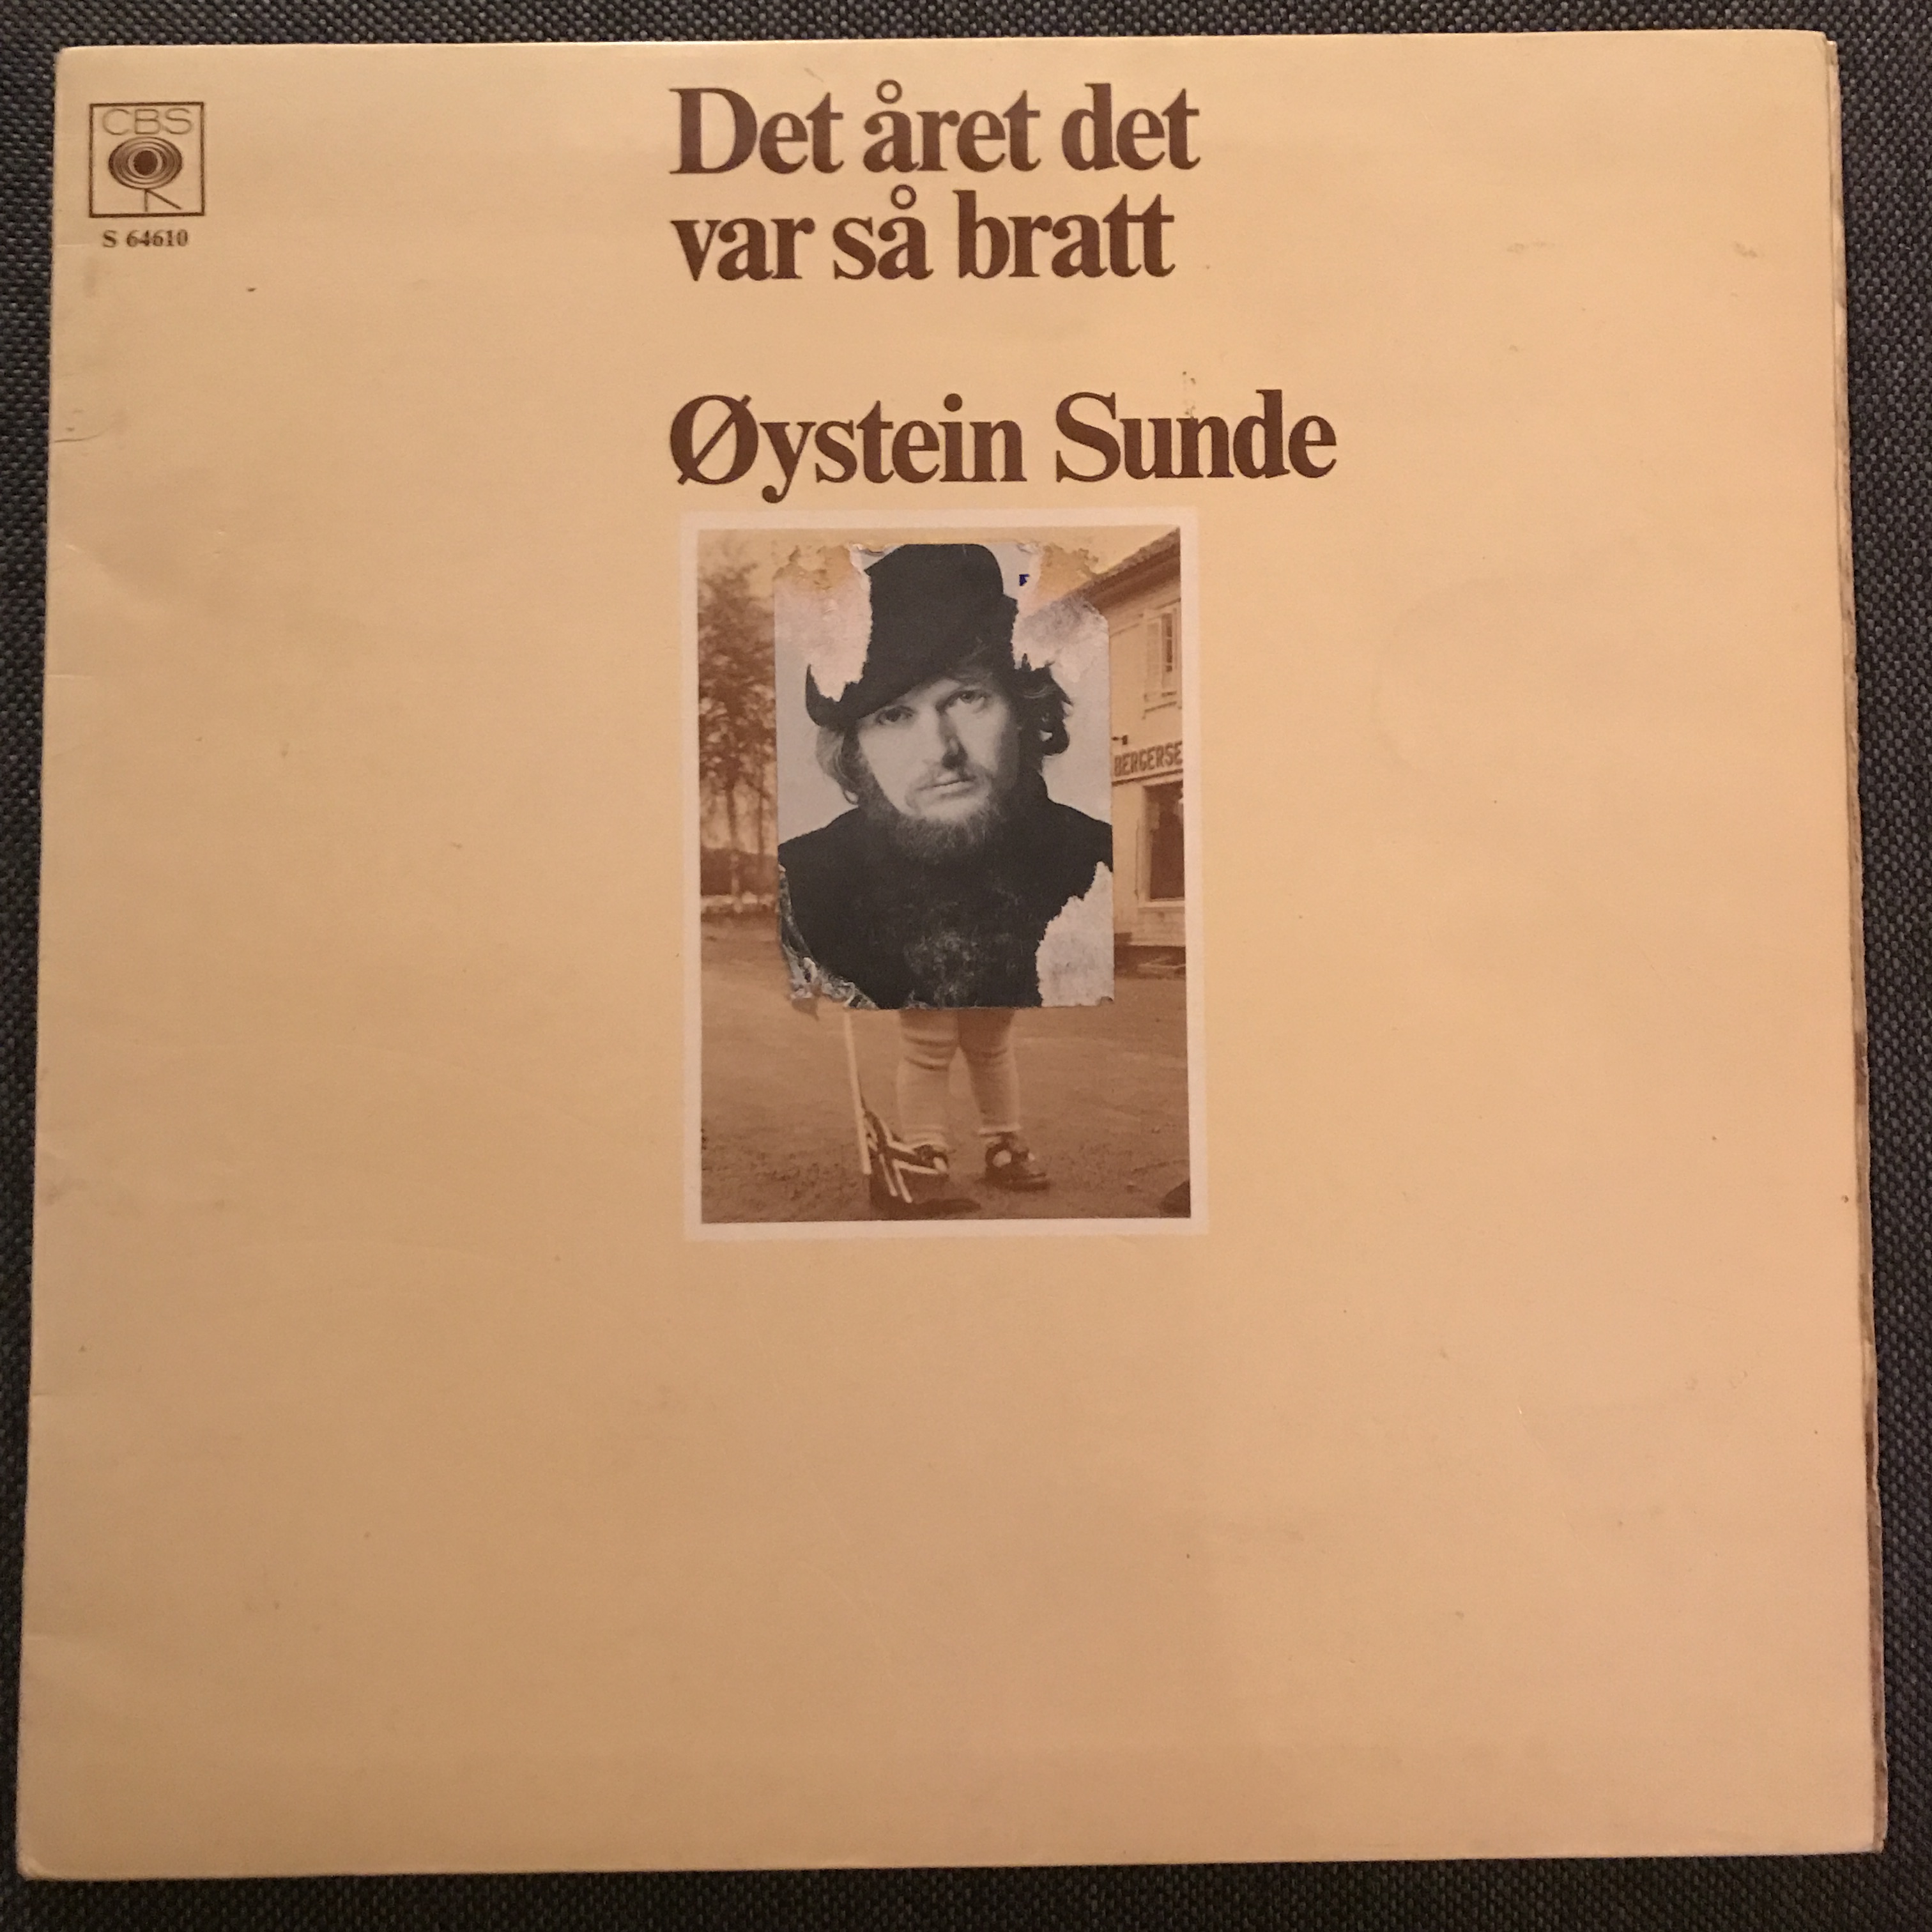 CBS
S 64610
Det året det
var så bratt
Øystein Sunde
BERGERSE